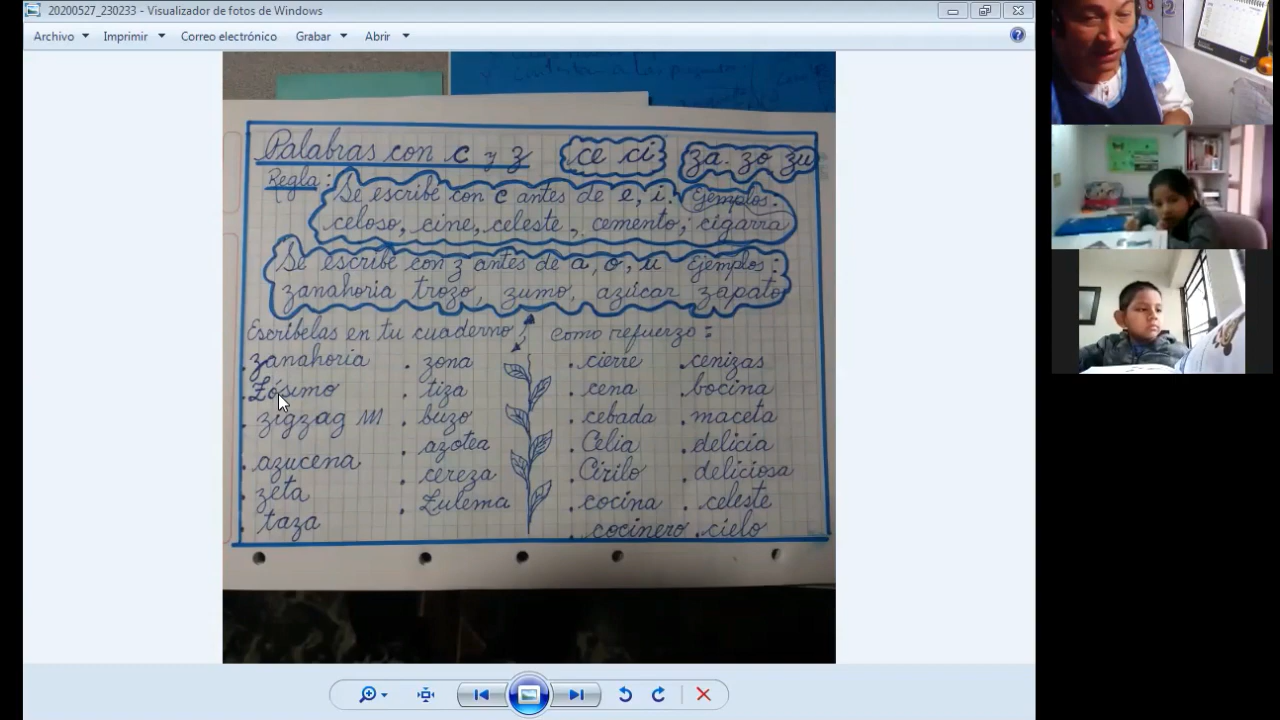 20200527_230233 - Visualizador de fotos de Windows
Archivo Imprimir Correo electrónico Grabar Abrir
Palabras con c y z ce ci za. zo zu
Regla: Se escribe con c antes de e, i. Ejemplos:
celoso, cine, celeste, cemento, cigarra
Se escribe con z antes de a, o, u Ejemplos:
zanahoria trozo, zumo, azúcar zapato
Escríbelas en tu cuaderno, como refuerzo:
. zanahoria . zona . cierre . cenizas
. Zósimo . tiza . cena . bocina
. zigzag . buzo . cebada . maceta
. azucena . azotea . Celia . delicia
. zeta . cereza . Cirilo . deliciosa
. taza . Zulema . cocina . celeste
. cocinero . cielo